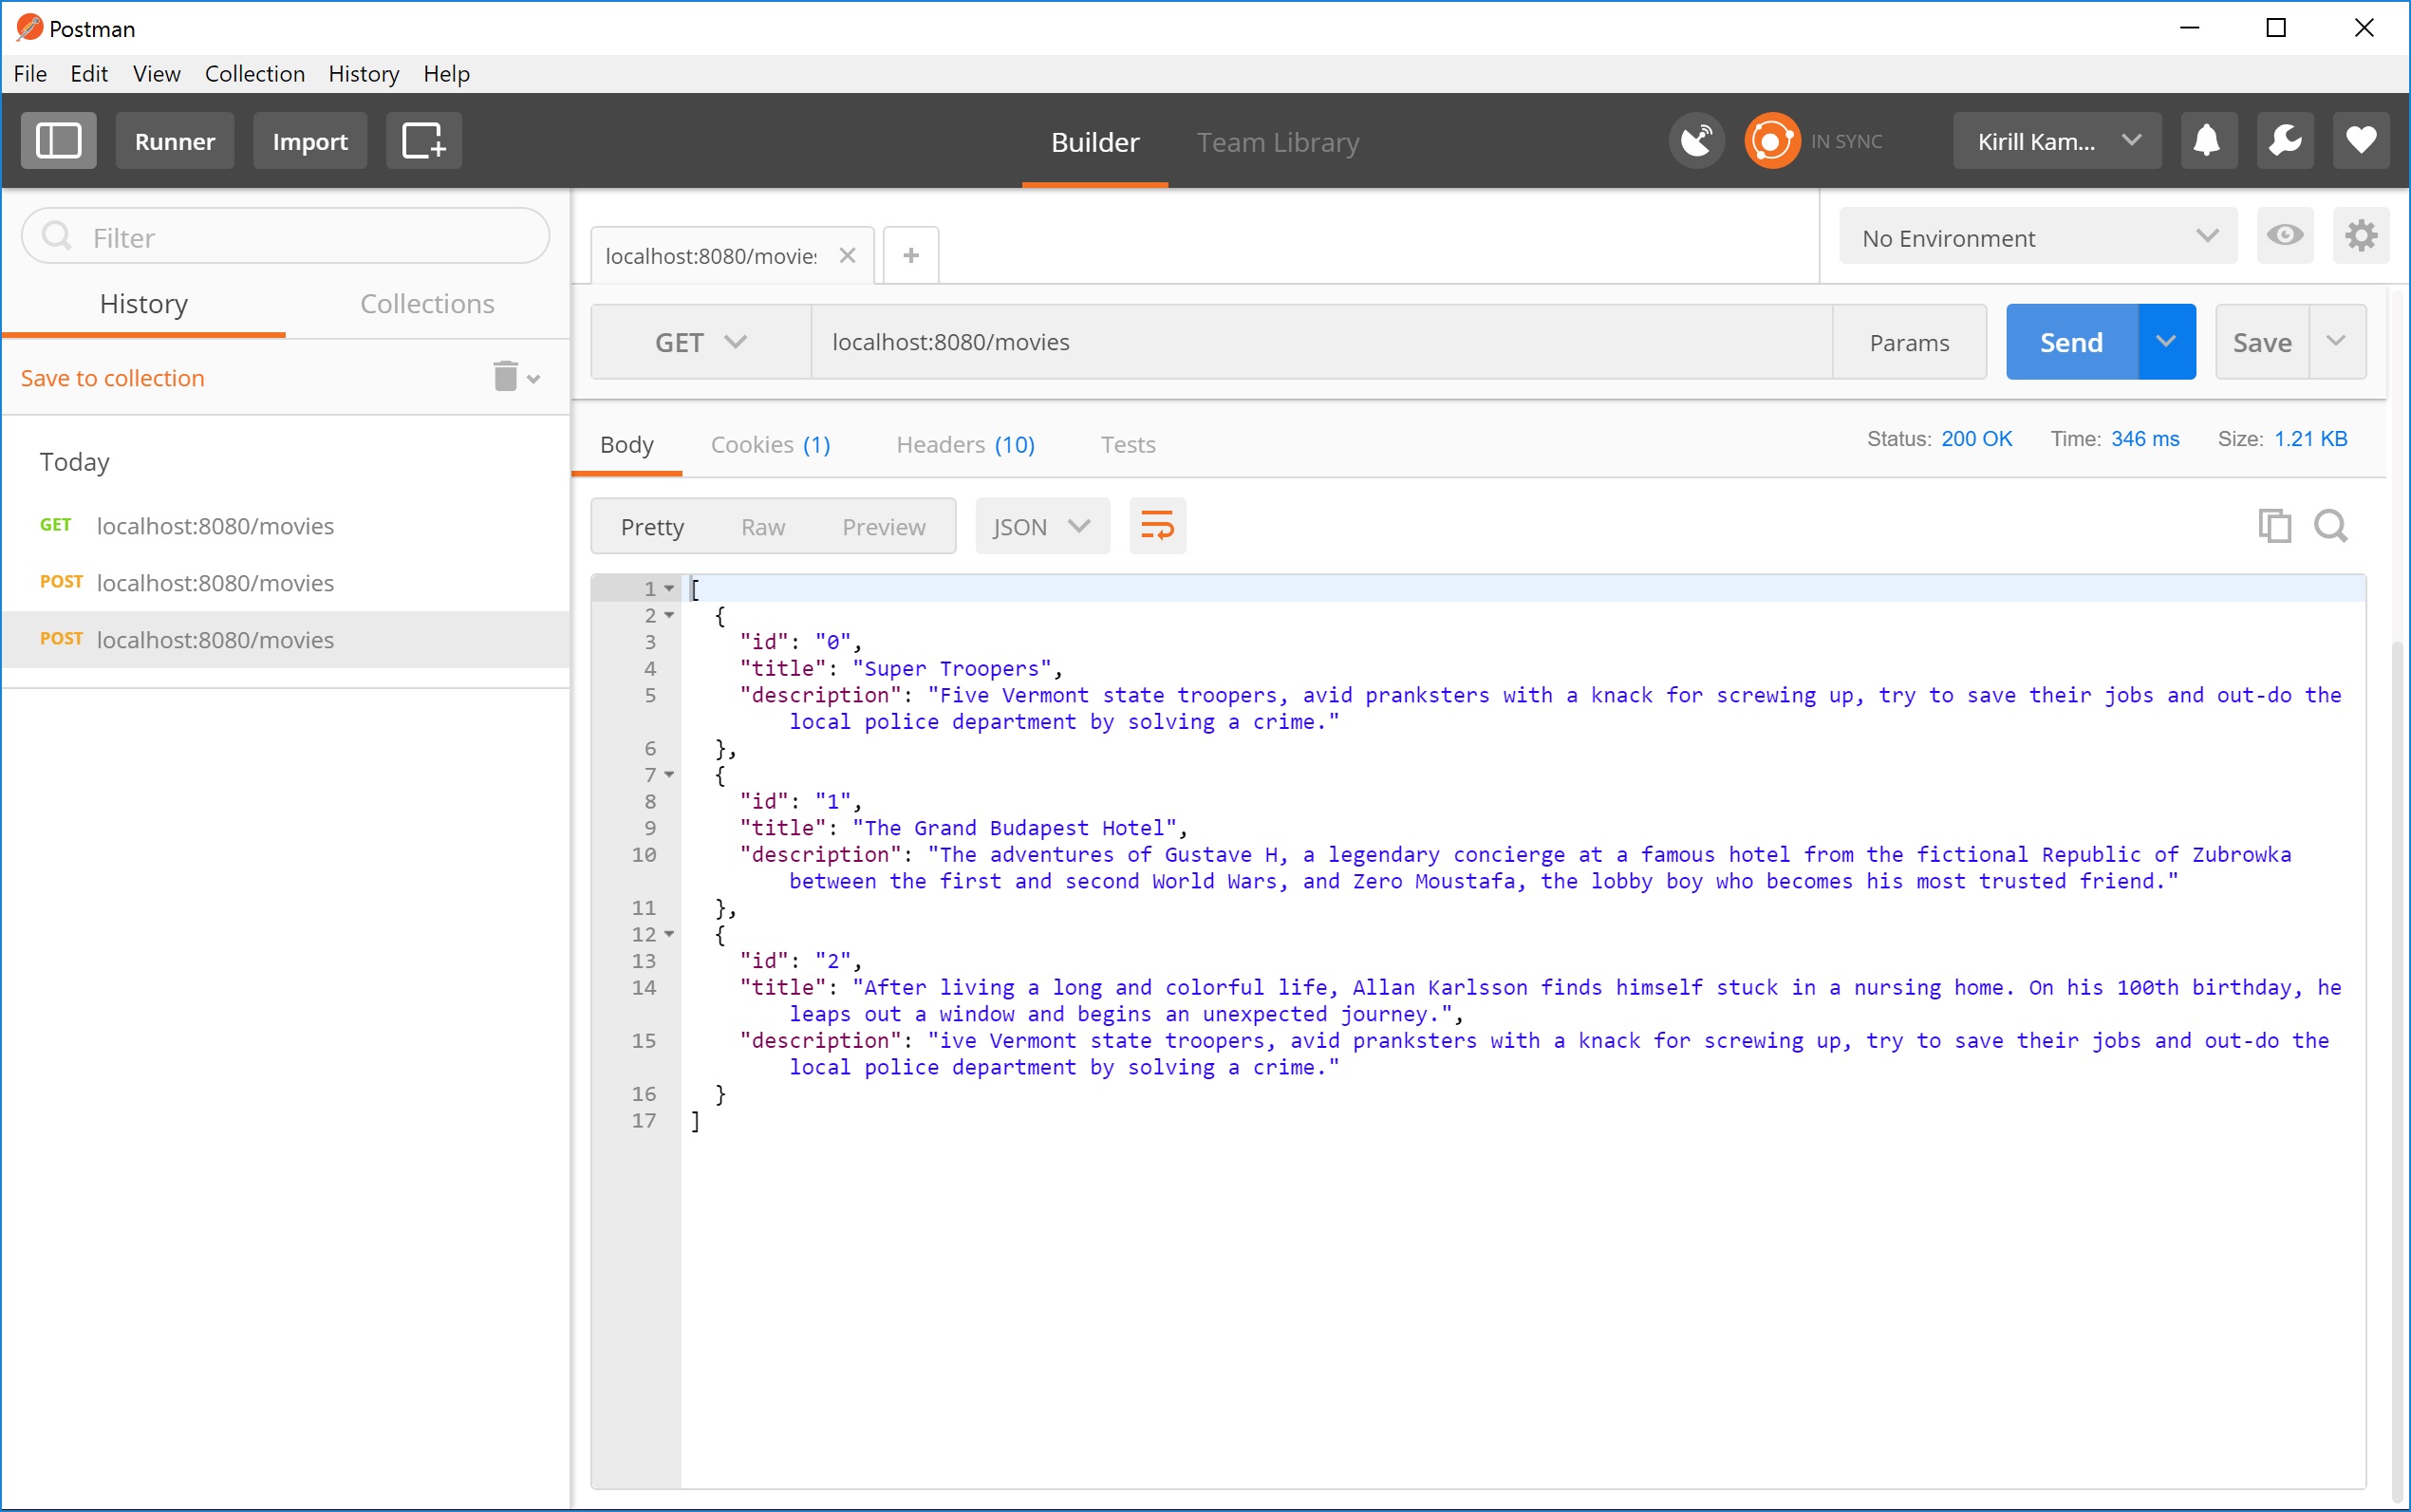 Postman
File Edit View Collection History Help
Runner Import Builder Team Library IN SYNC Kirill Kam...
Filter
localhost:8080/movies
No Environment
History Collections
GET localhost:8080/movies Params Send Save
Save to collection
Body Cookies (1) Headers (10) Tests Status: 200 OK Time: 346 ms Size: 1.21 KB
Today
GET localhost:8080/movies
POST localhost:8080/movies
POST localhost:8080/movies
Pretty Raw Preview JSON
1 [
2 {
3 "id": "0",
4 "title": "Super Troopers",
5 "description": "Five Vermont state troopers, avid pranksters with a knack for screwing up, try to save their jobs and out-do the
local police department by solving a crime."
6 },
7 {
8 "id": "1",
9 "title": "The Grand Budapest Hotel",
10 "description": "The adventures of Gustave H, a legendary concierge at a famous hotel from the fictional Republic of Zubrowka
between the first and second World Wars, and Zero Moustafa, the lobby boy who becomes his most trusted friend."
11 },
12 {
13 "id": "2",
14 "title": "After living a long and colorful life, Allan Karlsson finds himself stuck in a nursing home. On his 100th birthday, he
leaps out a window and begins an unexpected journey.",
15 "description": "ive Vermont state troopers, avid pranksters with a knack for screwing up, try to save their jobs and out-do the
local police department by solving a crime."
16 }
17 ]